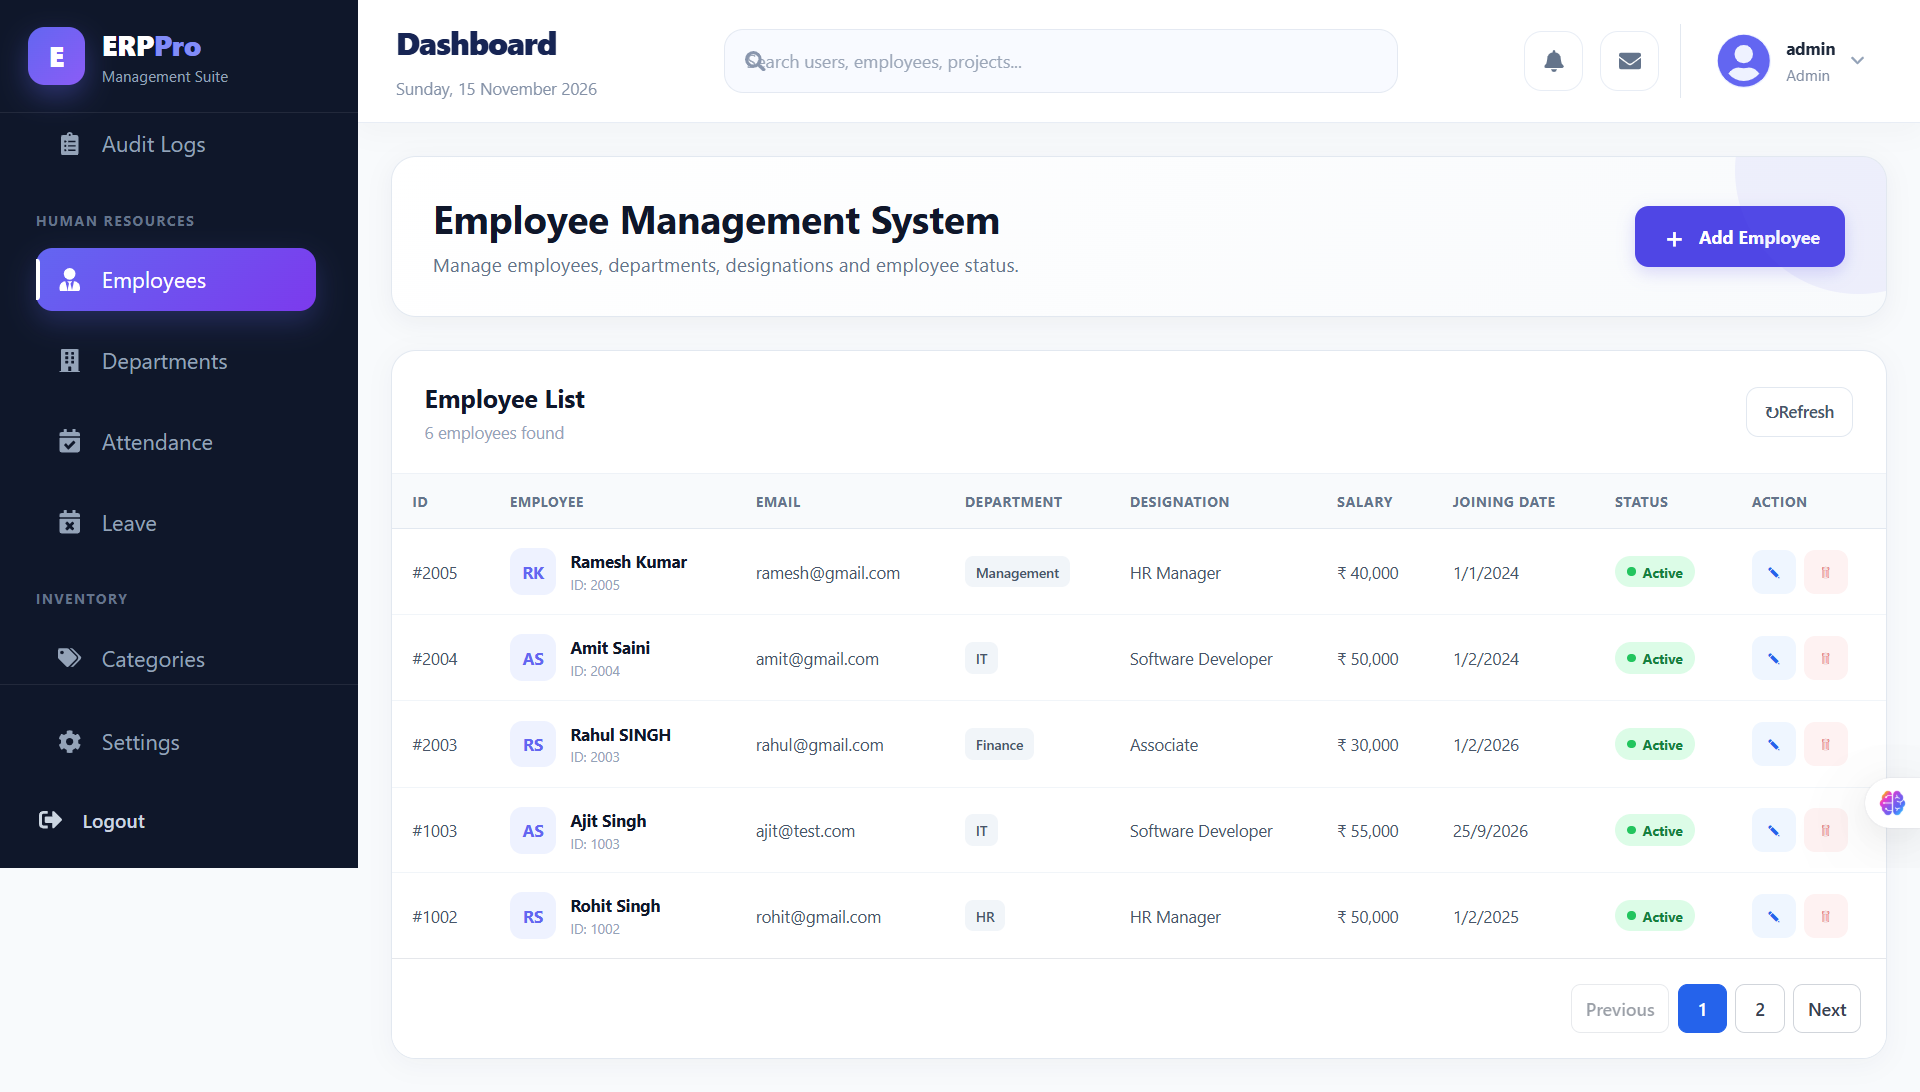 E
ERPPro
Management Suite
Audit Logs
HUMAN RESOURCES
Employees
Departments
Attendance
Leave
INVENTORY
Categories
Settings
Logout
Dashboard
Sunday, 15 November 2026
Search users, employees, projects...
admin
Admin
Employee Management System
Manage employees, departments, designations and employee status.
+ Add Employee
Employee List
6 employees found
↻Refresh
ID EMPLOYEE EMAIL DEPARTMENT DESIGNATION SALARY JOINING DATE STATUS ACTION
#2005 RK Ramesh Kumar ramesh@gmail.com Management HR Manager ₹ 40,000 1/1/2024 Active
ID: 2005
#2004 AS Amit Saini amit@gmail.com IT Software Developer ₹ 50,000 1/2/2024 Active
ID: 2004
#2003 RS Rahul SINGH rahul@gmail.com Finance Associate ₹ 30,000 1/2/2026 Active
ID: 2003
#1003 AS Ajit Singh ajit@test.com IT Software Developer ₹ 55,000 25/9/2026 Active
ID: 1003
#1002 RS Rohit Singh rohit@gmail.com HR HR Manager ₹ 50,000 1/2/2025 Active
ID: 1002
Previous 1 2 Next